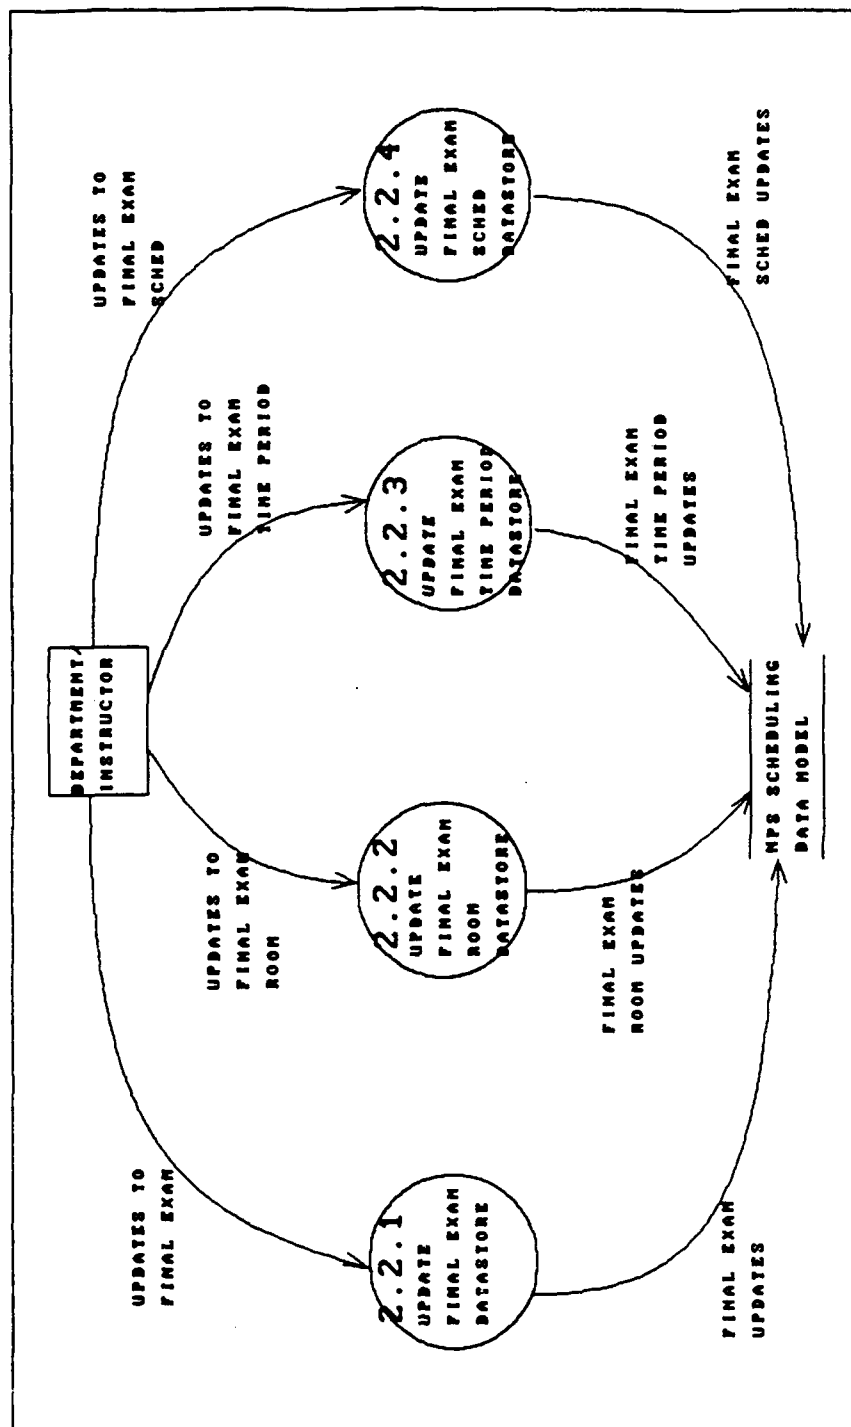 DEPARTMENT/
INSTRUCTOR
UPDATES TO
FINAL EXAM
UPDATES TO
FINAL EXAM
ROOM
UPDATES TO
FINAL EXAM
TIME PERIOD
UPDATES TO
FINAL EXAM
SCHED
2.2.1
UPDATE
FINAL EXAM
DATASTORE
2.2.2
UPDATE
FINAL EXAM
ROOM
DATASTORE
2.2.3
UPDATE
FINAL EXAM
TIME PERIOD
DATASTORE
2.2.4
UPDATE
FINAL EXAM
SCHED
DATASTORE
FINAL EXAM
UPDATES
FINAL EXAM
ROOM UPDATES
FINAL EXAM
TIME PERIOD
UPDATES
FINAL EXAM
SCHED UPDATES
NPS SCHEDULING
DATA MODEL